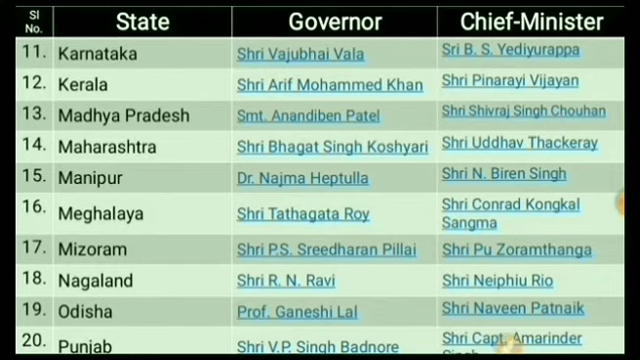 Sl No. State Governor Chief-Minister
11. Karnataka Shri Vajubhai Vala Sri B. S. Yediyurappa
12. Kerala Shri Arif Mohammed Khan Shri Pinarayi Vijayan
13. Madhya Pradesh Smt. Anandiben Patel Shri Shivraj Singh Chouhan
14. Maharashtra Shri Bhagat Singh Koshyari Shri Uddhav Thackeray
15. Manipur Dr. Najma Heptulla Shri N. Biren Singh
16. Meghalaya Shri Tathagata Roy Shri Conrad Kongkal Sangma
17. Mizoram Shri P.S. Sreedharan Pillai Shri Pu Zoramthanga
18. Nagaland Shri R. N. Ravi Shri Neiphiu Rio
19. Odisha Prof. Ganeshi Lal Shri Naveen Patnaik
20. Punjab Shri V.P. Singh Badnore Shri Capt. Amarinder